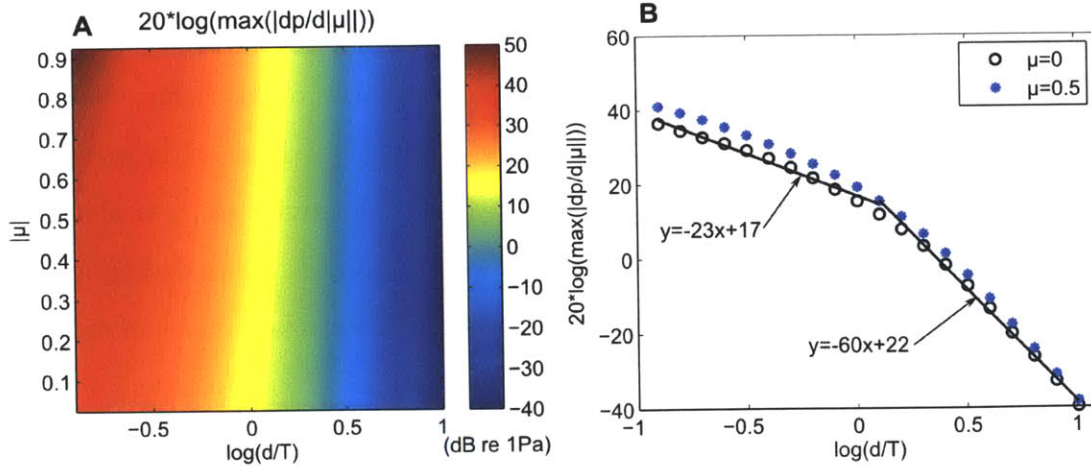 A
20*log(max(|dp/d|μ||))
0.9
0.8
0.7
0.6
0.5
0.4
0.3
0.2
0.1
|μ|
−0.5
0
0.5
1
log(d/T)
50
40
30
20
10
0
−10
−20
−30
−40
(dB re 1Pa)
B
60
40
20
0
−20
−40
20*log(max(|dp/d|μ||))
μ=0
μ=0.5
y=-23x+17
y=-60x+22
−1
−0.5
0
0.5
1
log(d/T)